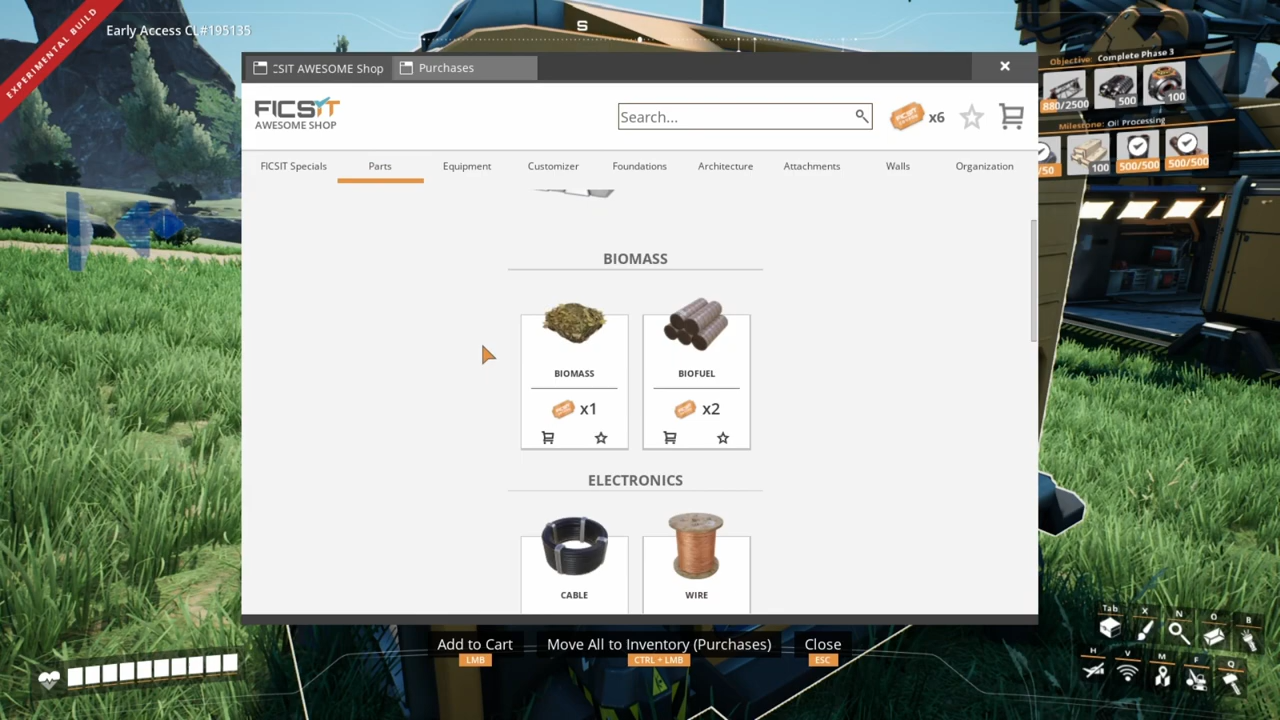 EXPERIMENTAL BUILD
Early Access CL#195135
S
Objective: Complete Phase 3
880/2500
500
100
Milestone: Oil Processing
/50
100
500/500
500/500
CSIT AWESOME Shop
Purchases
FICSIT
AWESOME SHOP
Search...
x6
FICSIT Specials
Parts
Equipment
Customizer
Foundations
Architecture
Attachments
Walls
Organization
BIOMASS
BIOMASS
BIOFUEL
x1
x2
ELECTRONICS
CABLE
WIRE
Add to Cart
Move All to Inventory (Purchases)
Close
LMB
CTRL + LMB
ESC
Tab
X
N
O
B
H
V
M
F
Q